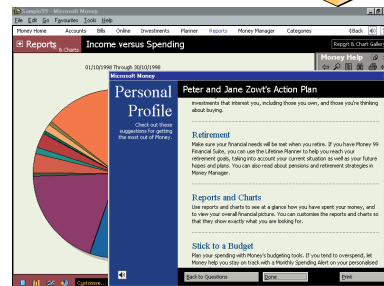 Sample99 - Microsoft Money
File Edit Go Favourites Tools Help
Money Home Accounts Bills Online Investments Planner Reports Money Manager Categories Back
Reports & Charts Income versus Spending Report & Chart Gallery
01/10/1998 Through 30/10/1998
Money Help
Microsoft Money
Personal
Profile
Check out these
suggestions for getting
the most out of Money.
Peter and Jane Zovt's Action Plan
investments that interest you, including those you own, and those you're thinking
about buying.
Retirement
Make sure your financial needs will be met when you retire. If you have Money 99
Financial Suite, you can use the Lifetime Planner to help you reach your
retirement goals, taking into account your current situation as well as your future
hopes and plans. You can also read about pensions and retirement strategies in
Money Manager.
Reports and Charts
Use reports and charts to see at a glance how you have spent your money, and
to view your overall financial picture. You can customise the reports and charts so
that they show exactly what you are looking for.
Stick to a Budget
Plan your spending with Money's budgeting tools. If you tend to overspend, let
Money help you stay on track with a Monthly Spending Alert on your personalised
Back to Questions Done Print
Customise...